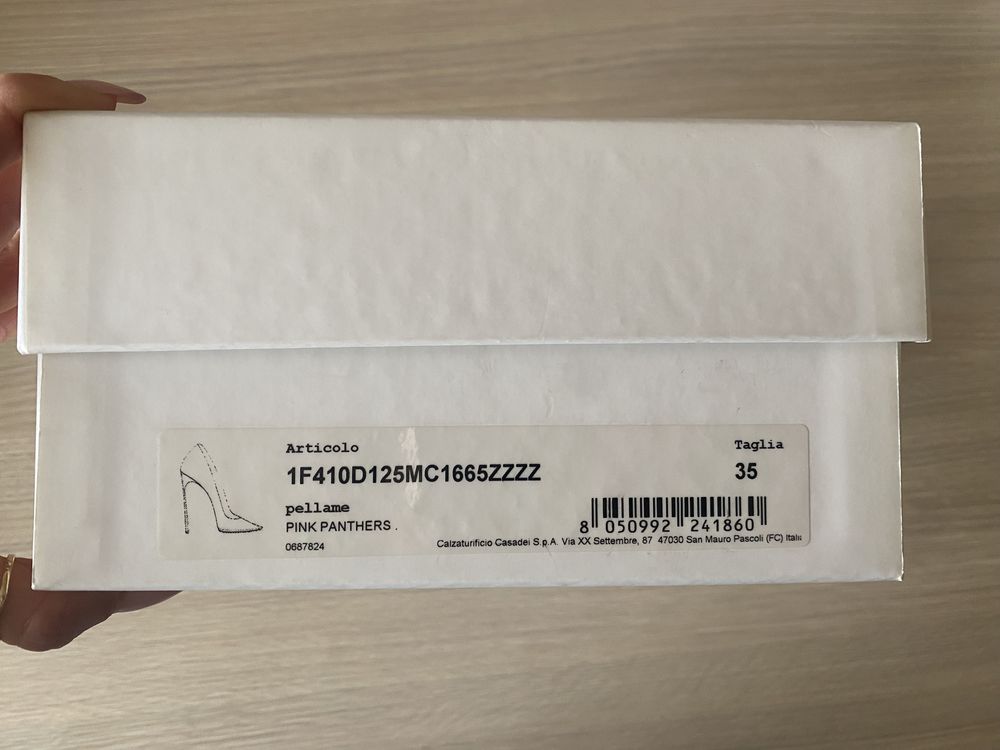 Articolo
Taglia
1F410D125MC1665ZZZZ
35
pellame
PINK PANTHERS .
8 050992 241860
0687824
Calzaturificio Casadei S.p.A. Via XX Settembre, 87 47030 San Mauro Pascoli (FC) Italia